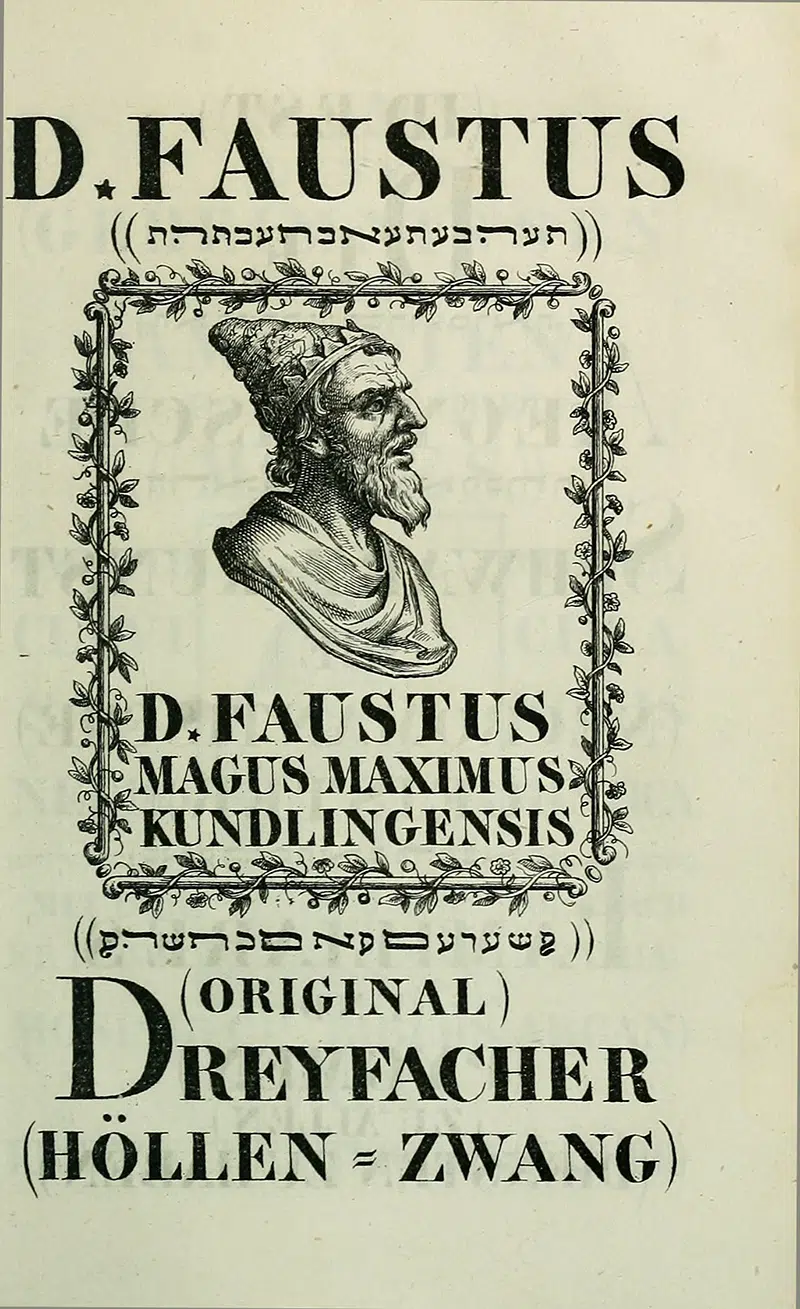 D. FAUSTUS
D. FAUSTUS
MAGUS MAXIMUS
KUNDLINGENSIS
(ORIGINAL)
DREYFACHER
(HÖLLEN = ZWANG)